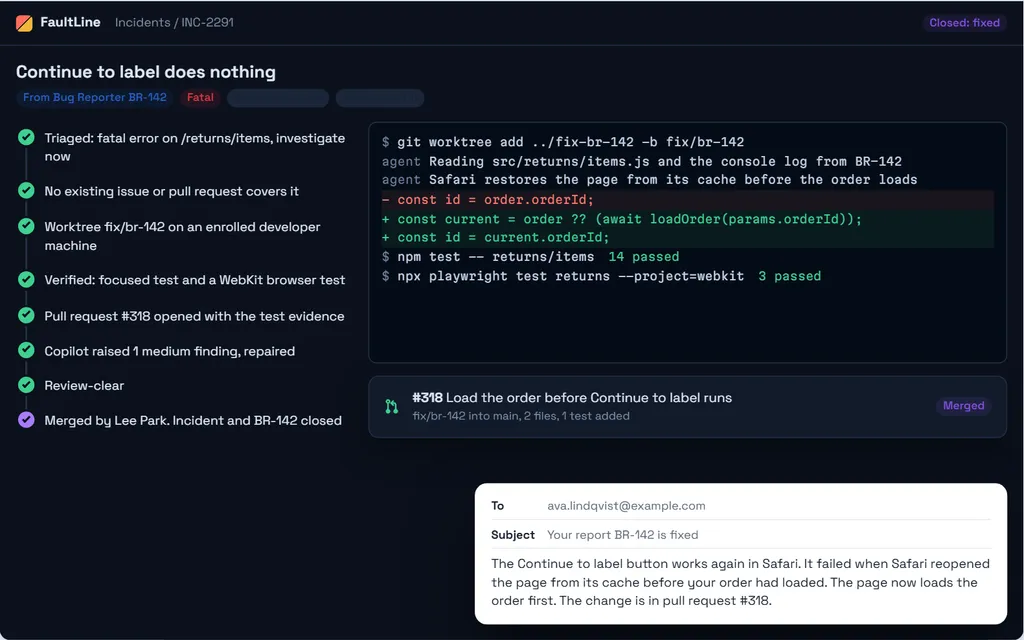 FaultLine
Incidents / INC-2291
Closed: fixed
Continue to label does nothing
From Bug Reporter BR-142
Fatal
Triaged: fatal error on /returns/items, investigate
now
No existing issue or pull request covers it
Worktree fix/br-142 on an enrolled developer
machine
Verified: focused test and a WebKit browser test
Pull request #318 opened with the test evidence
Copilot raised 1 medium finding, repaired
Review-clear
Merged by Lee Park. Incident and BR-142 closed
$ git worktree add ../fix-br-142 -b fix/br-142
agent Reading src/returns/items.js and the console log from BR-142
agent Safari restores the page from its cache before the order loads
- const id = order.orderId;
+ const current = order ?? (await loadOrder(params.orderId));
+ const id = current.orderId;
$ npm test -- returns/items 14 passed
$ npx playwright test returns --project=webkit 3 passed
#318 Load the order before Continue to label runs
fix/br-142 into main, 2 files, 1 test added
Merged
To ava.lindqvist@example.com
Subject Your report BR-142 is fixed
The Continue to label button works again in Safari. It failed when Safari reopened
the page from its cache before your order had loaded. The page now loads the
order first. The change is in pull request #318.